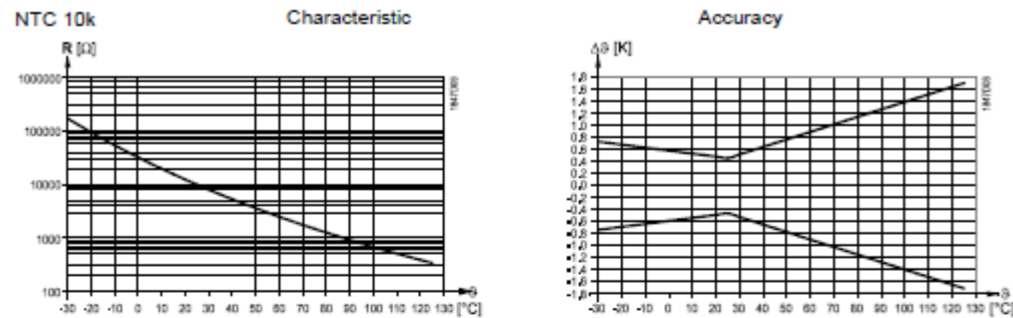 NTC 10k
Characteristic
Accuracy
R [Ω]
1000000
100000
10000
1000
100
-30 -20 -10 0 10 20 30 40 50 60 70 80 90 100 110 120 130 [°C]
ϑ
Δϑ [K]
1,8
1,6
1,4
1,2
1,0
0,8
0,6
0,4
0,2
0,0
-0,2
-0,4
-0,6
-0,8
-1,0
-1,2
-1,4
-1,6
-1,8
-30 -20 -10 0 10 20 30 40 50 60 70 80 90 100 110 120 130 [°C]
ϑ